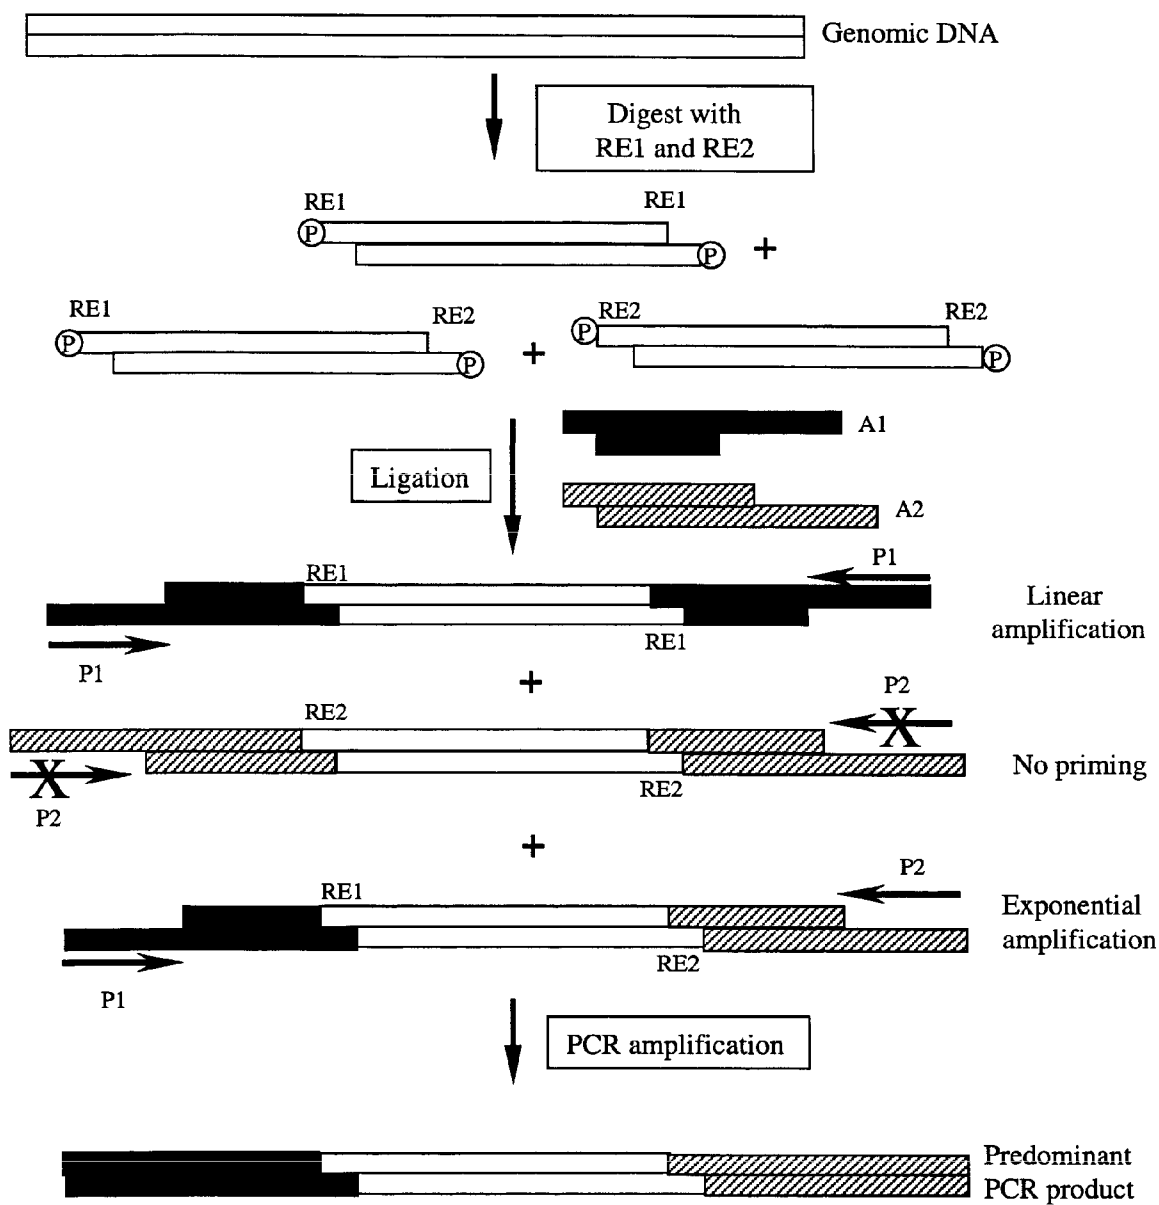 Genomic DNA
Digest with
RE1 and RE2
RE1
RE1
P
P
+
RE1
RE2
P
P
+
RE2
RE2
P
P
A1
Ligation
A2
RE1
P1
Linear
amplification
RE1
P1
+
P2
X
RE2
No priming
X
RE2
P2
+
P2
RE1
Exponential
amplification
RE2
P1
PCR amplification
Predominant
PCR product